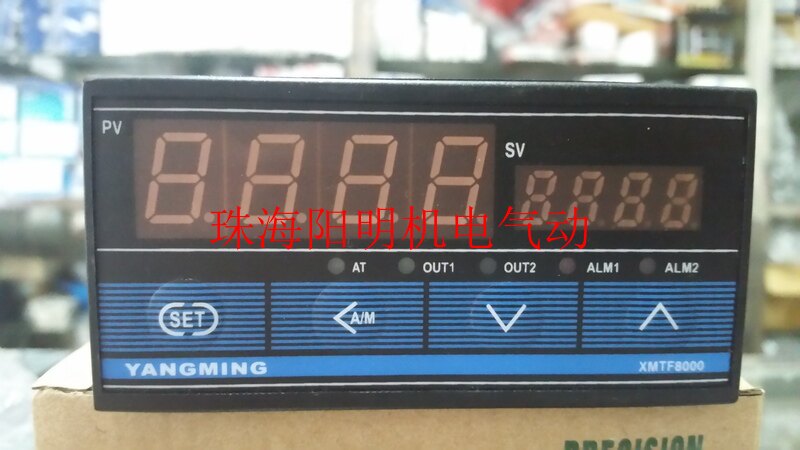 PV
SV
珠海阳明机电气动
AT OUT1 OUT2 ALM1 ALM2
SET A/M
YANGMING XMTF8000
PRECISION